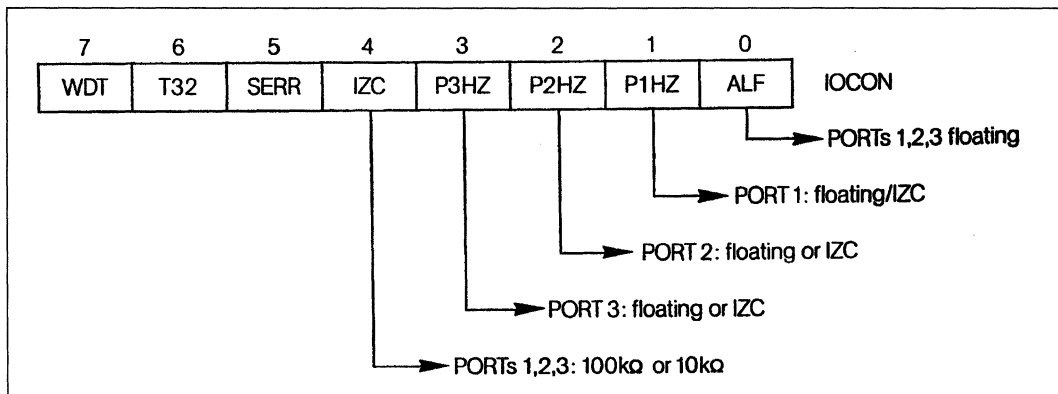 7 6 5 4 3 2 1 0
WDT T32 SERR IZC P3HZ P2HZ P1HZ ALF IOCON
PORTs 1,2,3 floating
PORT 1: floating/IZC
PORT 2: floating or IZC
PORT 3: floating or IZC
PORTs 1,2,3: 100kΩ or 10kΩ